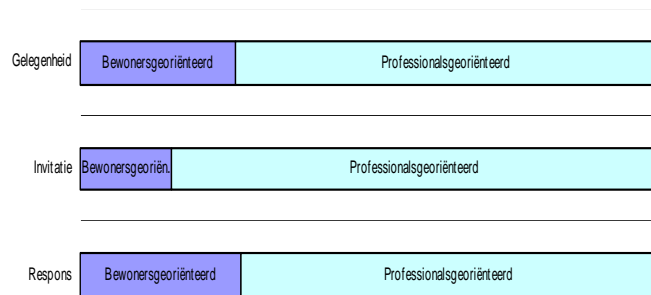 Gelegenheid Bewonersgeoriënteerd Professionalsgeoriënteerd
Invitatie Bewonersgeoriën. Professionalsgeoriënteerd
Respons Bewonersgeoriënteerd Professionalsgeoriënteerd